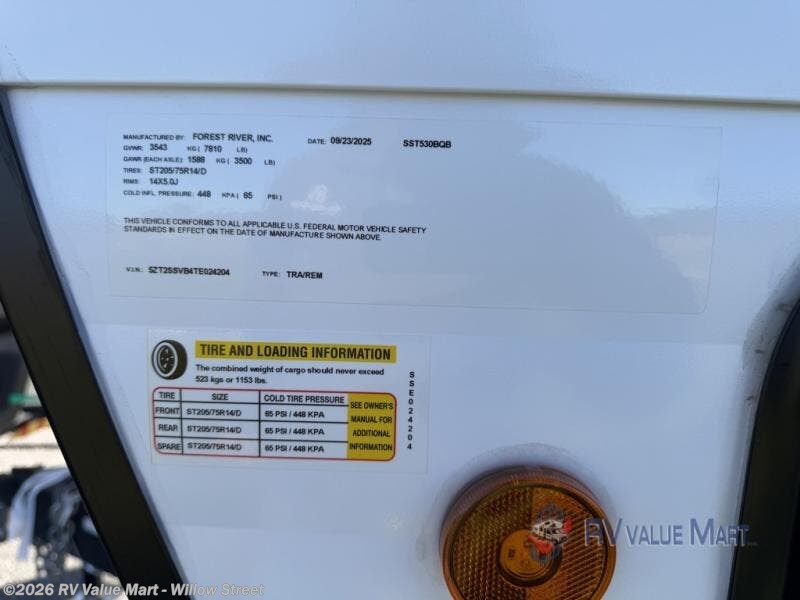 MANUFACTURED BY: FOREST RIVER, INC. DATE: 09/23/2025 SST530BQB
GVWR: 3543 KG ( 7810 LB)
GAWR (EACH AXLE): 1588 KG ( 3500 LB)
TIRES: ST205/75R14/D
RIMS: 14X5.0J
COLD INFL. PRESSURE: 448 KPA ( 65 PSI )
THIS VEHICLE CONFORMS TO ALL APPLICABLE U.S. FEDERAL MOTOR VEHICLE SAFETY
STANDARDS IN EFFECT ON THE DATE OF MANUFACTURE SHOWN ABOVE.
V.I.N.: 5ZT2SSVB4TE024204 TYPE: TRA/REM
TIRE AND LOADING INFORMATION
The combined weight of cargo should never exceed
523 kgs or 1153 lbs.
TIRE SIZE COLD TIRE PRESSURE
FRONT ST205/75R14/D 65 PSI / 448 KPA
REAR ST205/75R14/D 65 PSI / 448 KPA
SPARE ST205/75R14/D 65 PSI / 448 KPA
SEE OWNER'S
MANUAL FOR
ADDITIONAL
INFORMATION
SSE024204
RV VALUE MART
©2026 RV Value Mart - Willow Street